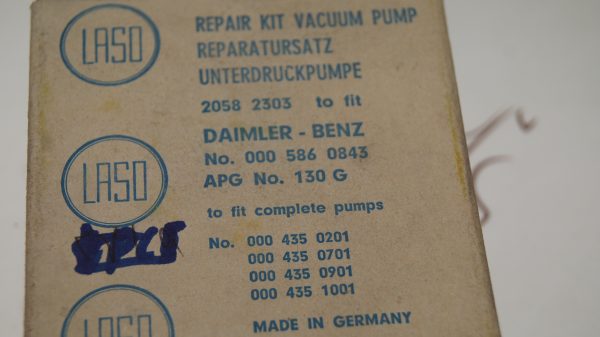 LASO
REPAIR KIT VACUUM PUMP
REPARATURSATZ
UNTERDRUCKPUMPE
2058 2303 to fit
DAIMLER - BENZ
No. 000 586 0843
APG No. 130 G
LASO
to fit complete pumps
No. 000 435 0201
000 435 0701
000 435 0901
000 435 1001
LASO
MADE IN GERMANY